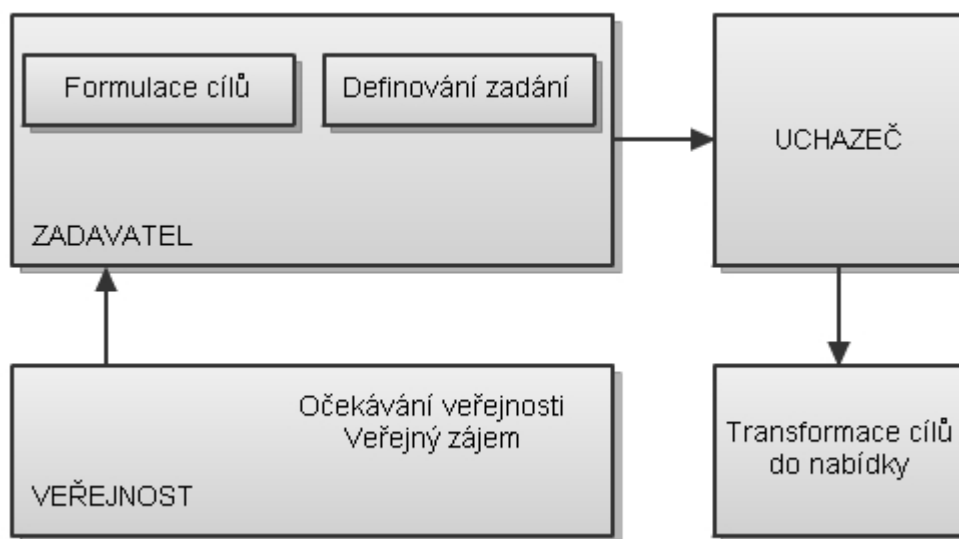 Formulace cílů
Definování zadání
ZADAVATEL
UCHAZEČ
Očekávání veřejnosti
Veřejný zájem
VEŘEJNOST
Transformace cílů
do nabídky